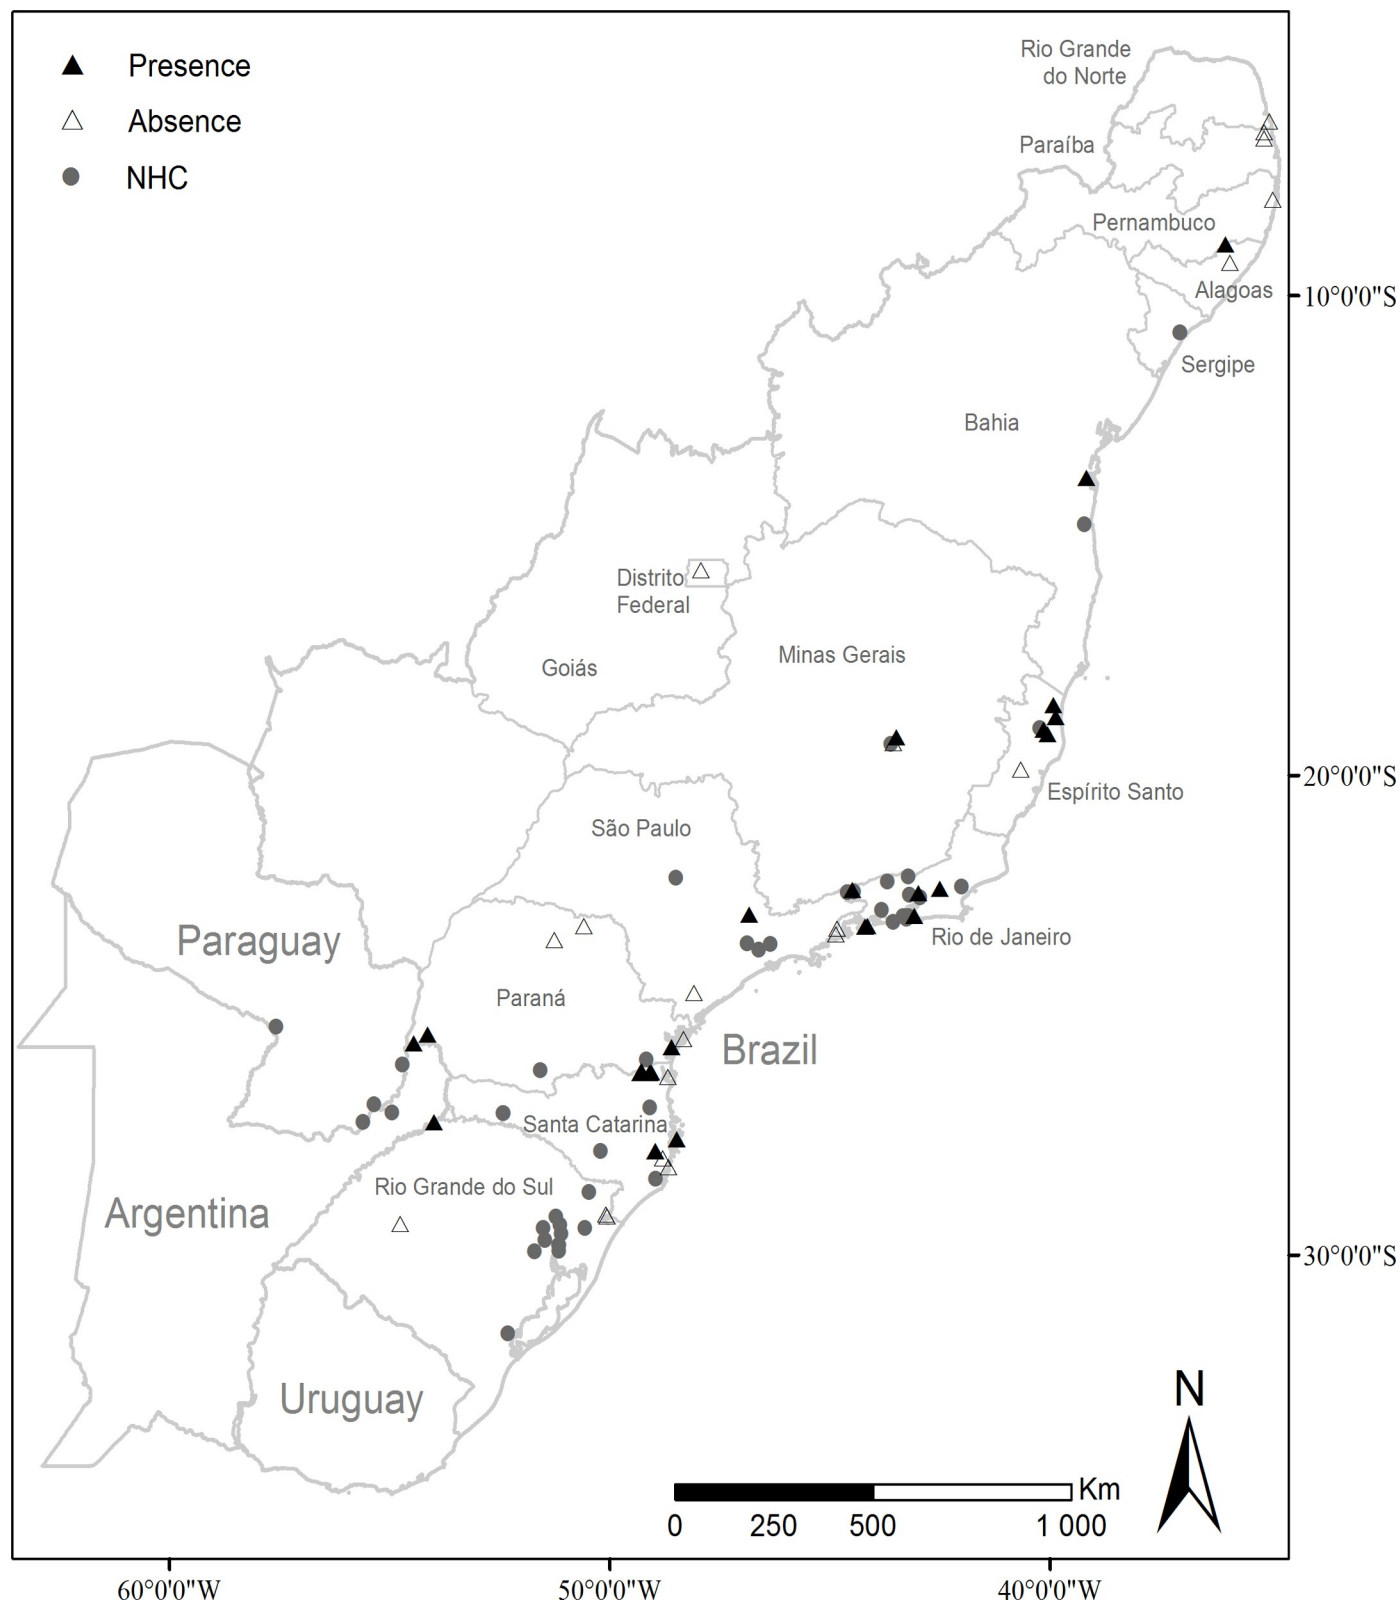 Presence
Absence
NHC
Rio Grande
do Norte
Paraíba
Pernambuco
Alagoas
10°0'0"S
Sergipe
Bahia
Distrito
Federal
Minas Gerais
Goiás
20°0'0"S
Espírito Santo
São Paulo
Rio de Janeiro
Paraguay
Paraná
Brazil
Santa Catarina
Rio Grande do Sul
Argentina
30°0'0"S
Uruguay
N
Km
0 250 500 1 000
60°0'0"W 50°0'0"W 40°0'0"W